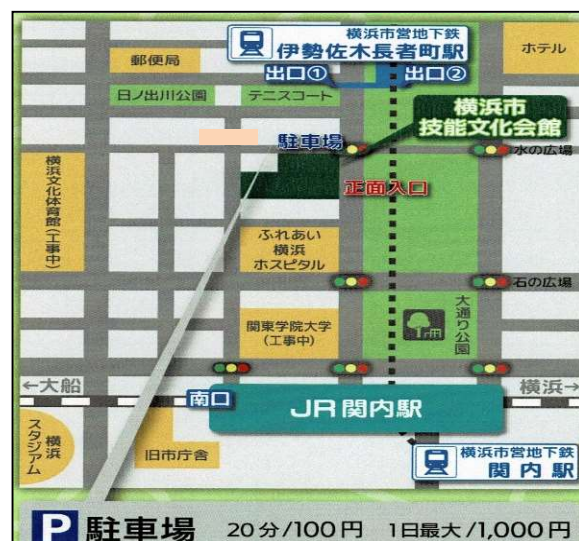 横浜市営地下鉄
伊勢佐木長者町駅
出口①
出口②
ホテル
郵便局
日ノ出川公園
テニスコート
横浜市
技能文化会館
駐車場
水の広場
正面入口
横浜文化体育館(工事中)
ふれあい
横浜
ホスピタル
石の広場
大通り公園
関東学院大学
(工事中)
←大船
横浜→
南口
JR関内駅
横浜
スタジアム
旧市庁舎
横浜市営地下鉄
関内駅
P 駐車場 20分/100円 1日最大/1,000円